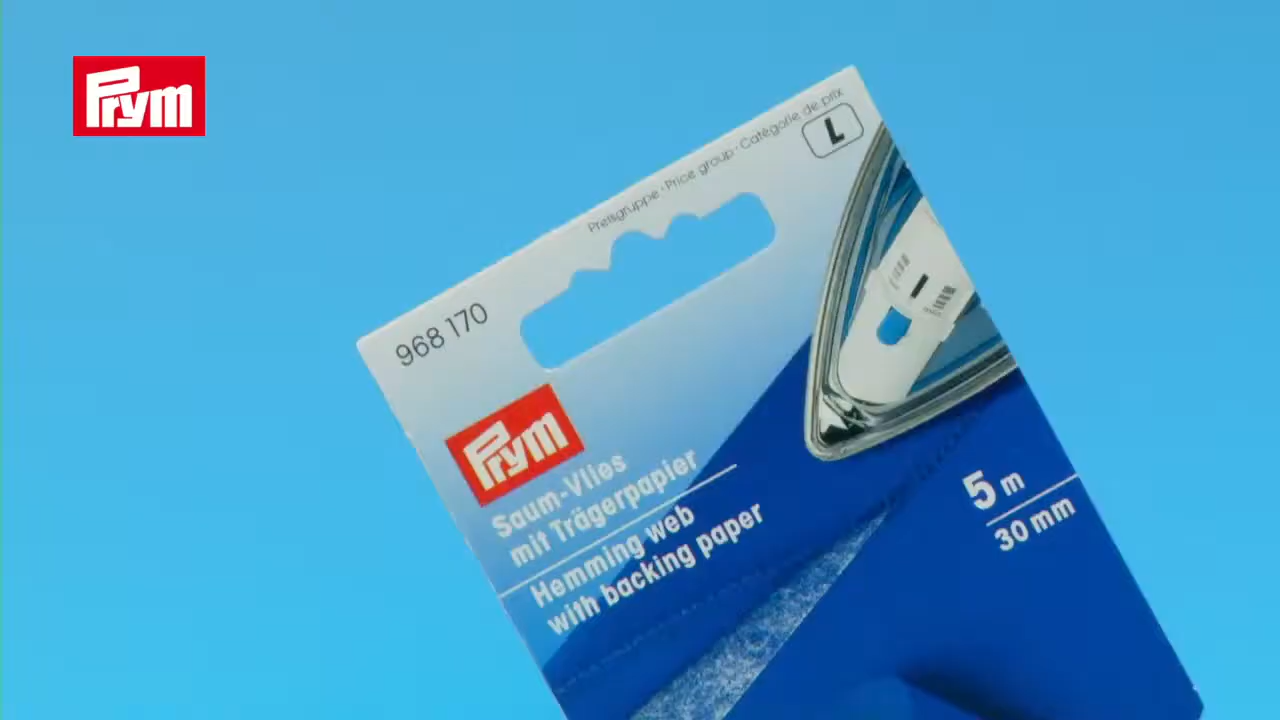 Prym
Preisgruppe · Price group · Catégorie de prix
L
968 170
Prym
Saum-Vlies
mit Trägerpapier
Hemming web
with backing paper
5 m
30 mm